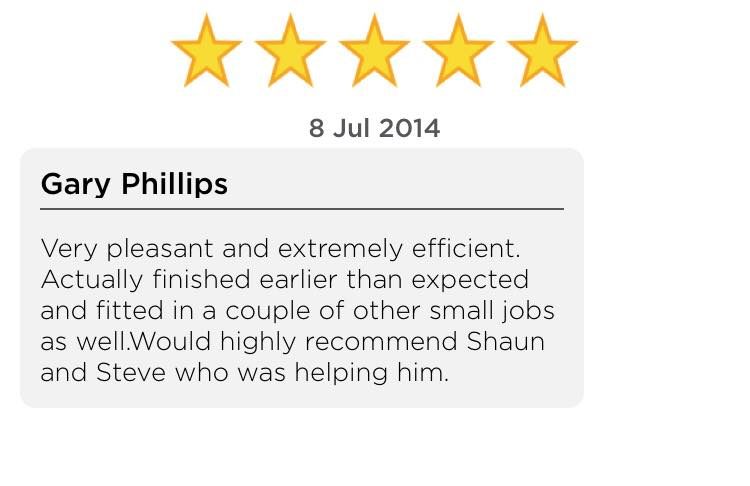 8 Jul 2014
Gary Phillips
Very pleasant and extremely efficient.
Actually finished earlier than expected
and fitted in a couple of other small jobs
as well.Would highly recommend Shaun
and Steve who was helping him.